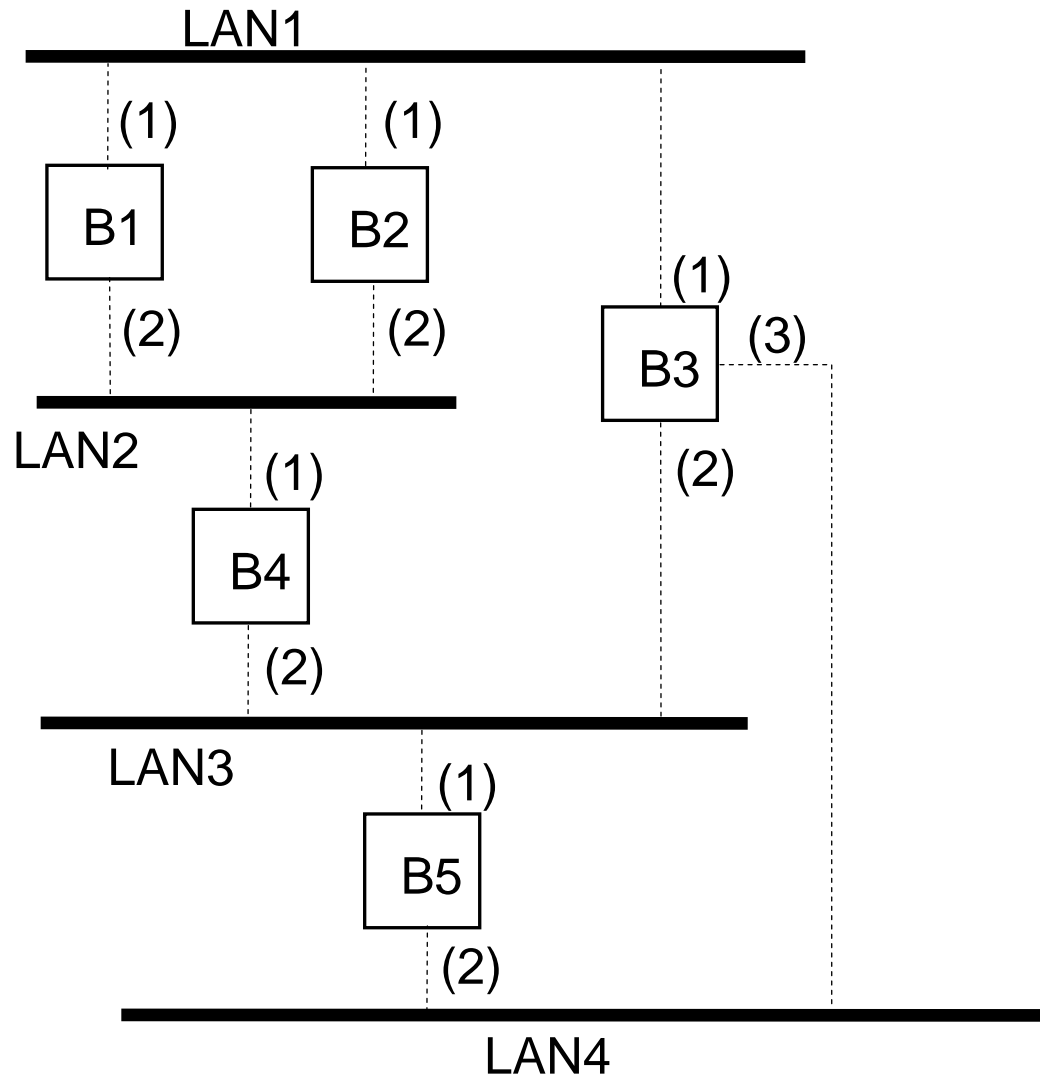 LAN1
(1) (1)
B1 B2
(1)
(2) (2) (3)
B3
LAN2
(1) (2)
B4
(2)
LAN3
(1)
B5
(2)
LAN4